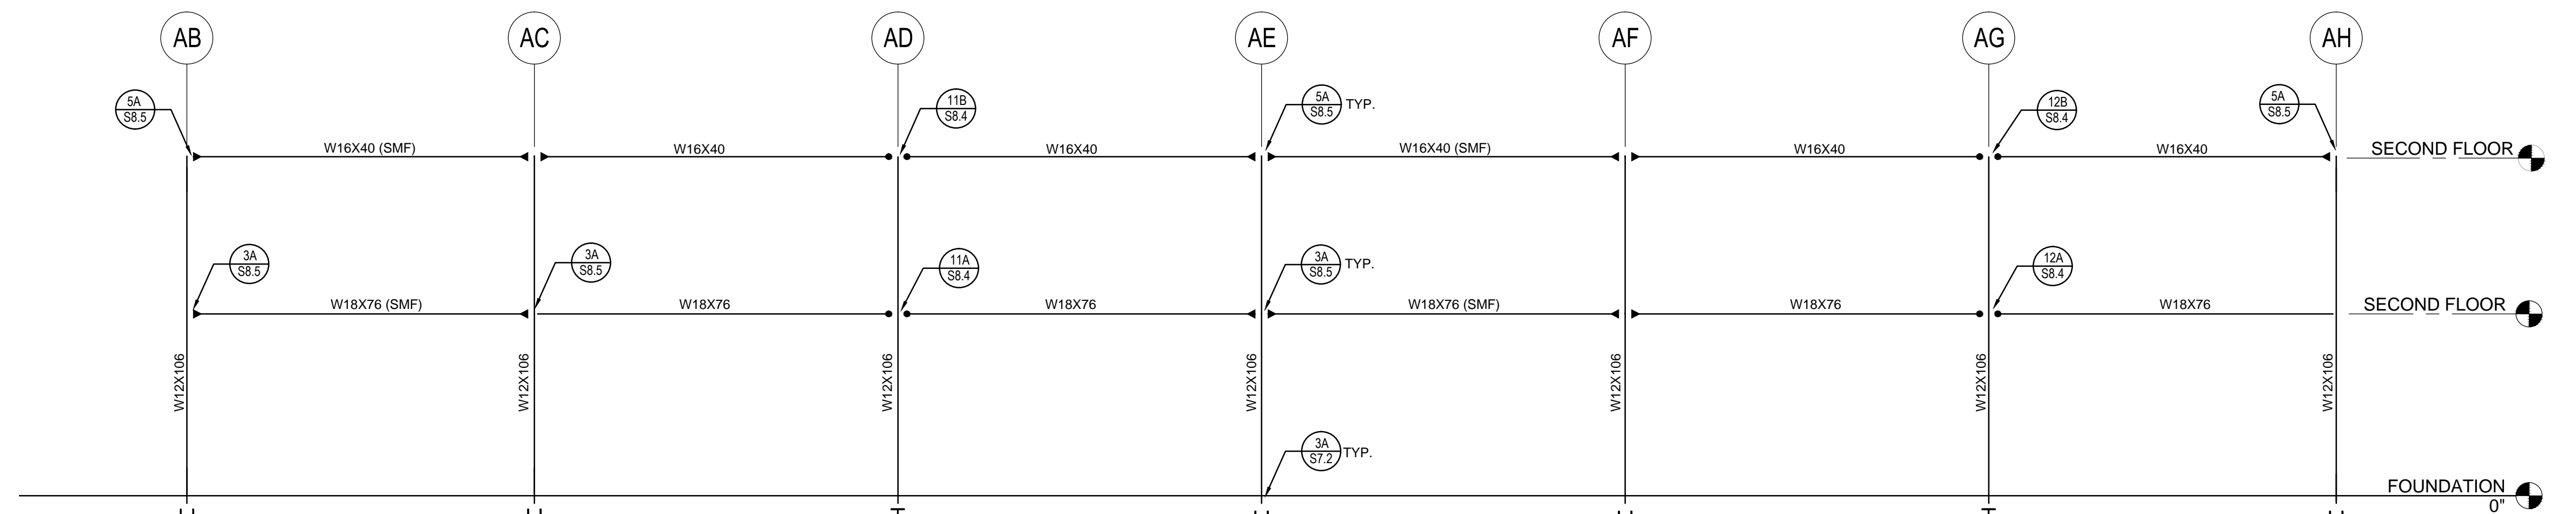 AB
AC
AD
AE
AF
AG
AH
5A
S8.5
11B
S8.4
5A
S8.5
TYP.
12B
S8.4
5A
S8.5
W16X40 (SMF)
W16X40
W16X40
W16X40 (SMF)
W16X40
W16X40
SECOND FLOOR
3A
S8.5
3A
S8.5
11A
S8.4
3A
S8.5
TYP.
12A
S8.4
W18X76 (SMF)
W18X76
W18X76
W18X76 (SMF)
W18X76
W18X76
SECOND FLOOR
W12X106
W12X106
W12X106
W12X106
W12X106
W12X106
W12X106
3A
S7.2
TYP.
FOUNDATION
0"